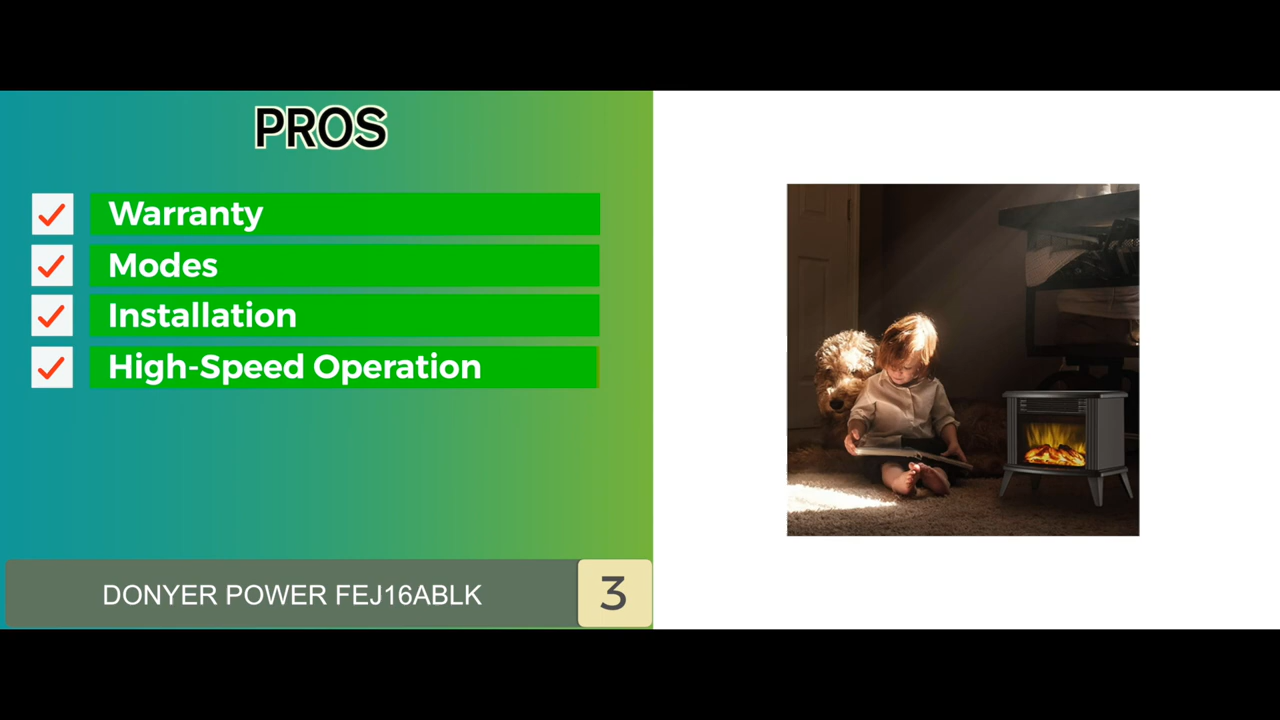 PROS
Warranty
Modes
Installation
High-Speed Operation
DONYER POWER FEJ16ABLK
3